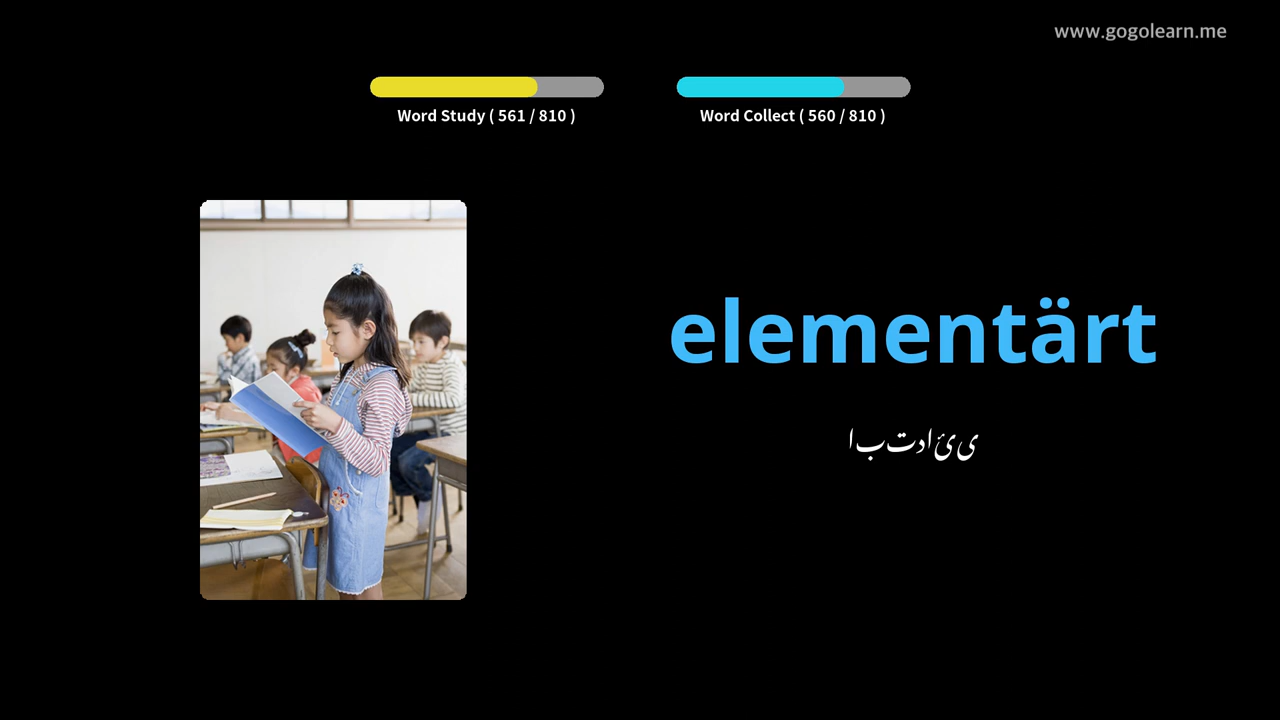 www.gogolearn.me
Word Study ( 561 / 810 )
Word Collect ( 560 / 810 )
elementärt
ابتدائی